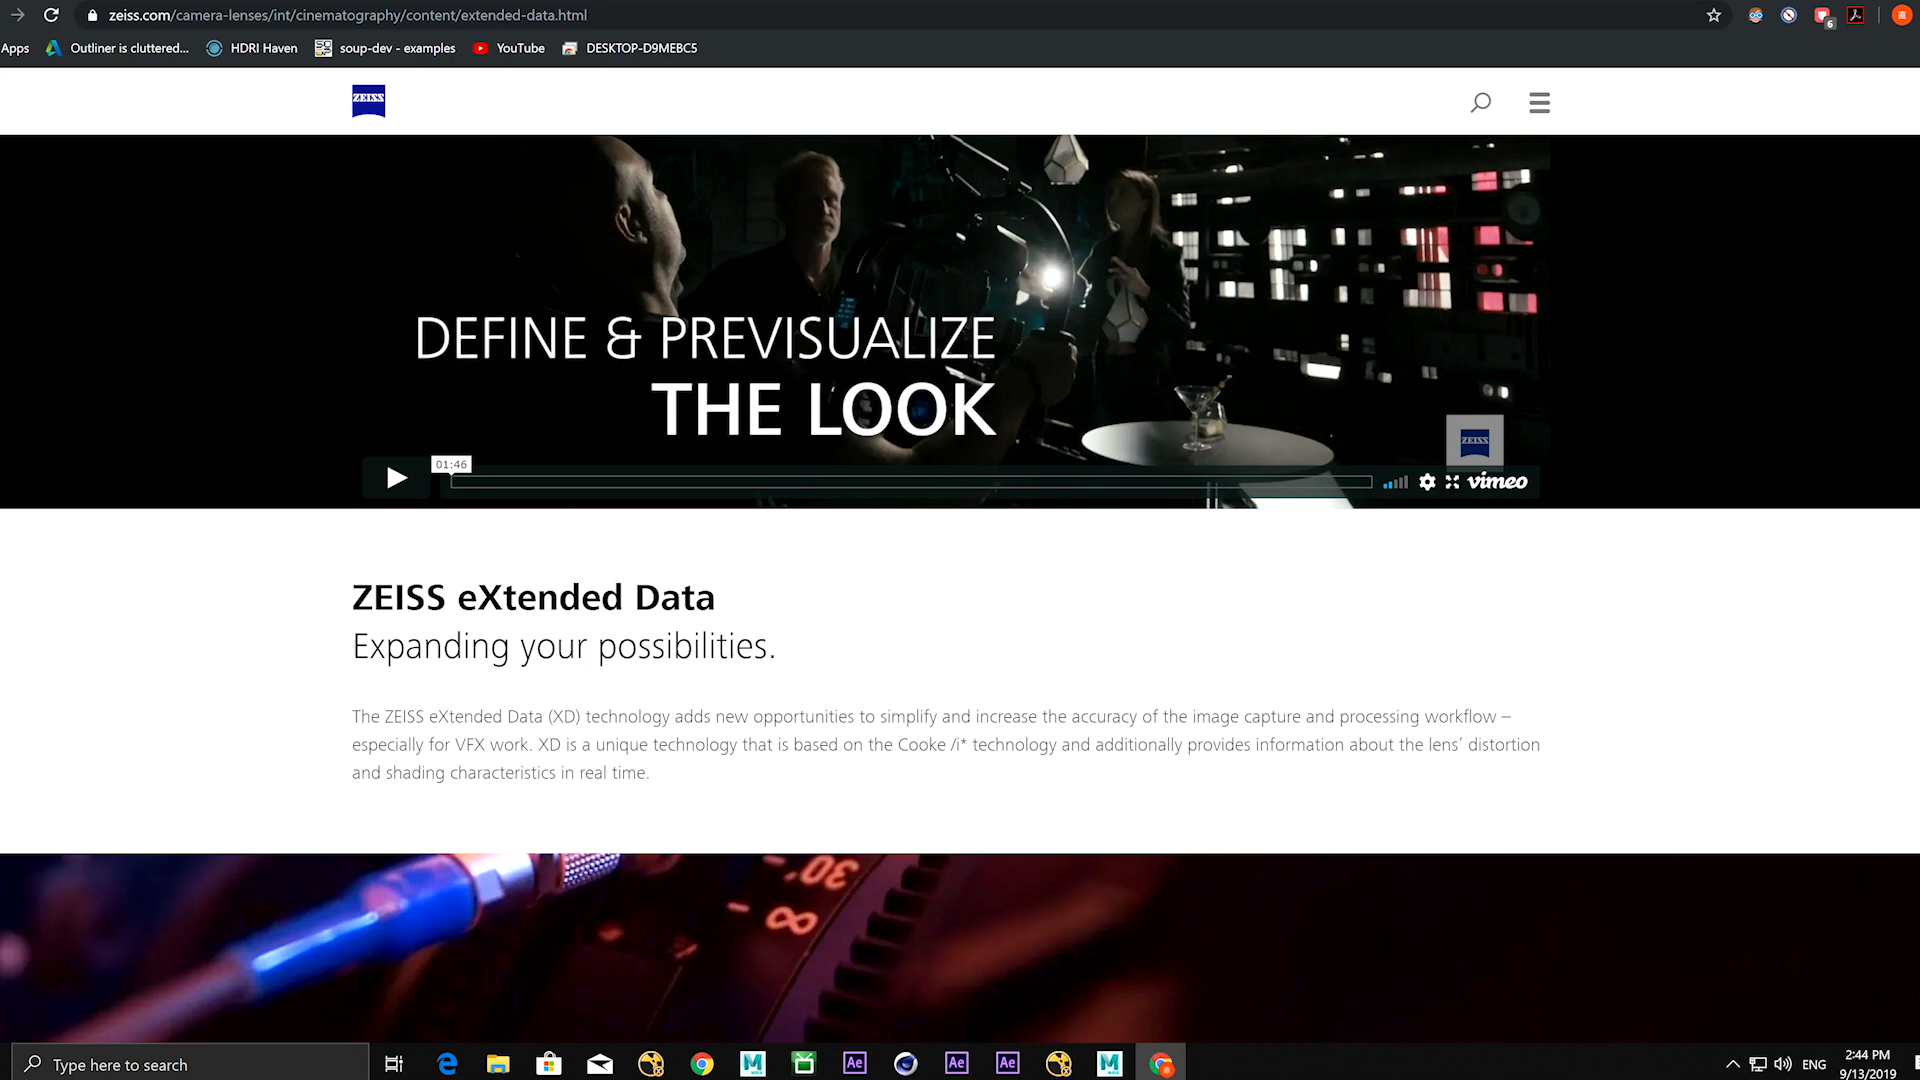 zeiss.com/camera-lenses/int/cinematography/content/extended-data.html
6
Apps Outliner is cluttered... HDRI Haven soup-dev - examples YouTube DESKTOP-D9MEBC5
ZEISS
DEFINE & PREVISUALIZE
THE LOOK
ZEISS
01:46
vimeo
ZEISS eXtended Data
Expanding your possibilities.
The ZEISS eXtended Data (XD) technology adds new opportunities to simplify and increase the accuracy of the image capture and processing workflow –
especially for VFX work. XD is a unique technology that is based on the Cooke /i* technology and additionally provides information about the lens’ distortion
and shading characteristics in real time.
30
∞
Type here to search
M
Ae
Ae
Ae
M
ENG
2:44 PM
9/13/2019